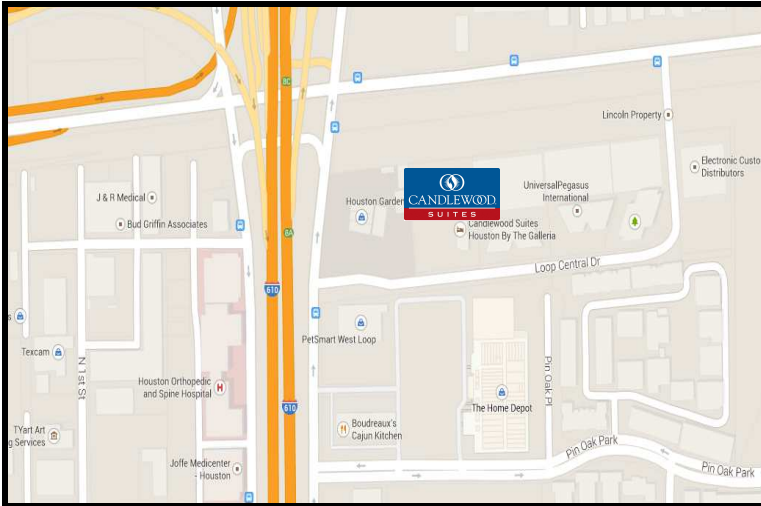 8C
Lincoln Property
Electronic Custo
Distributors
CANDLEWOOD
SUITES
J & R Medical
Bud Griffin Associates
Houston Garden
UniversalPegasus
International
Candlewood Suites
Houston By The Galleria
8A
Loop Central Dr
610
PetSmart West Loop
s
Texcam
N 1st St
Houston Orthopedic
and Spine Hospital
H
Pin Oak Pl
The Home Depot
610
TYart Art
g Services
Boudreaux's
Cajun Kitchen
Joffe Medicenter
- Houston
Pin Oak Park
Pin Oak Park